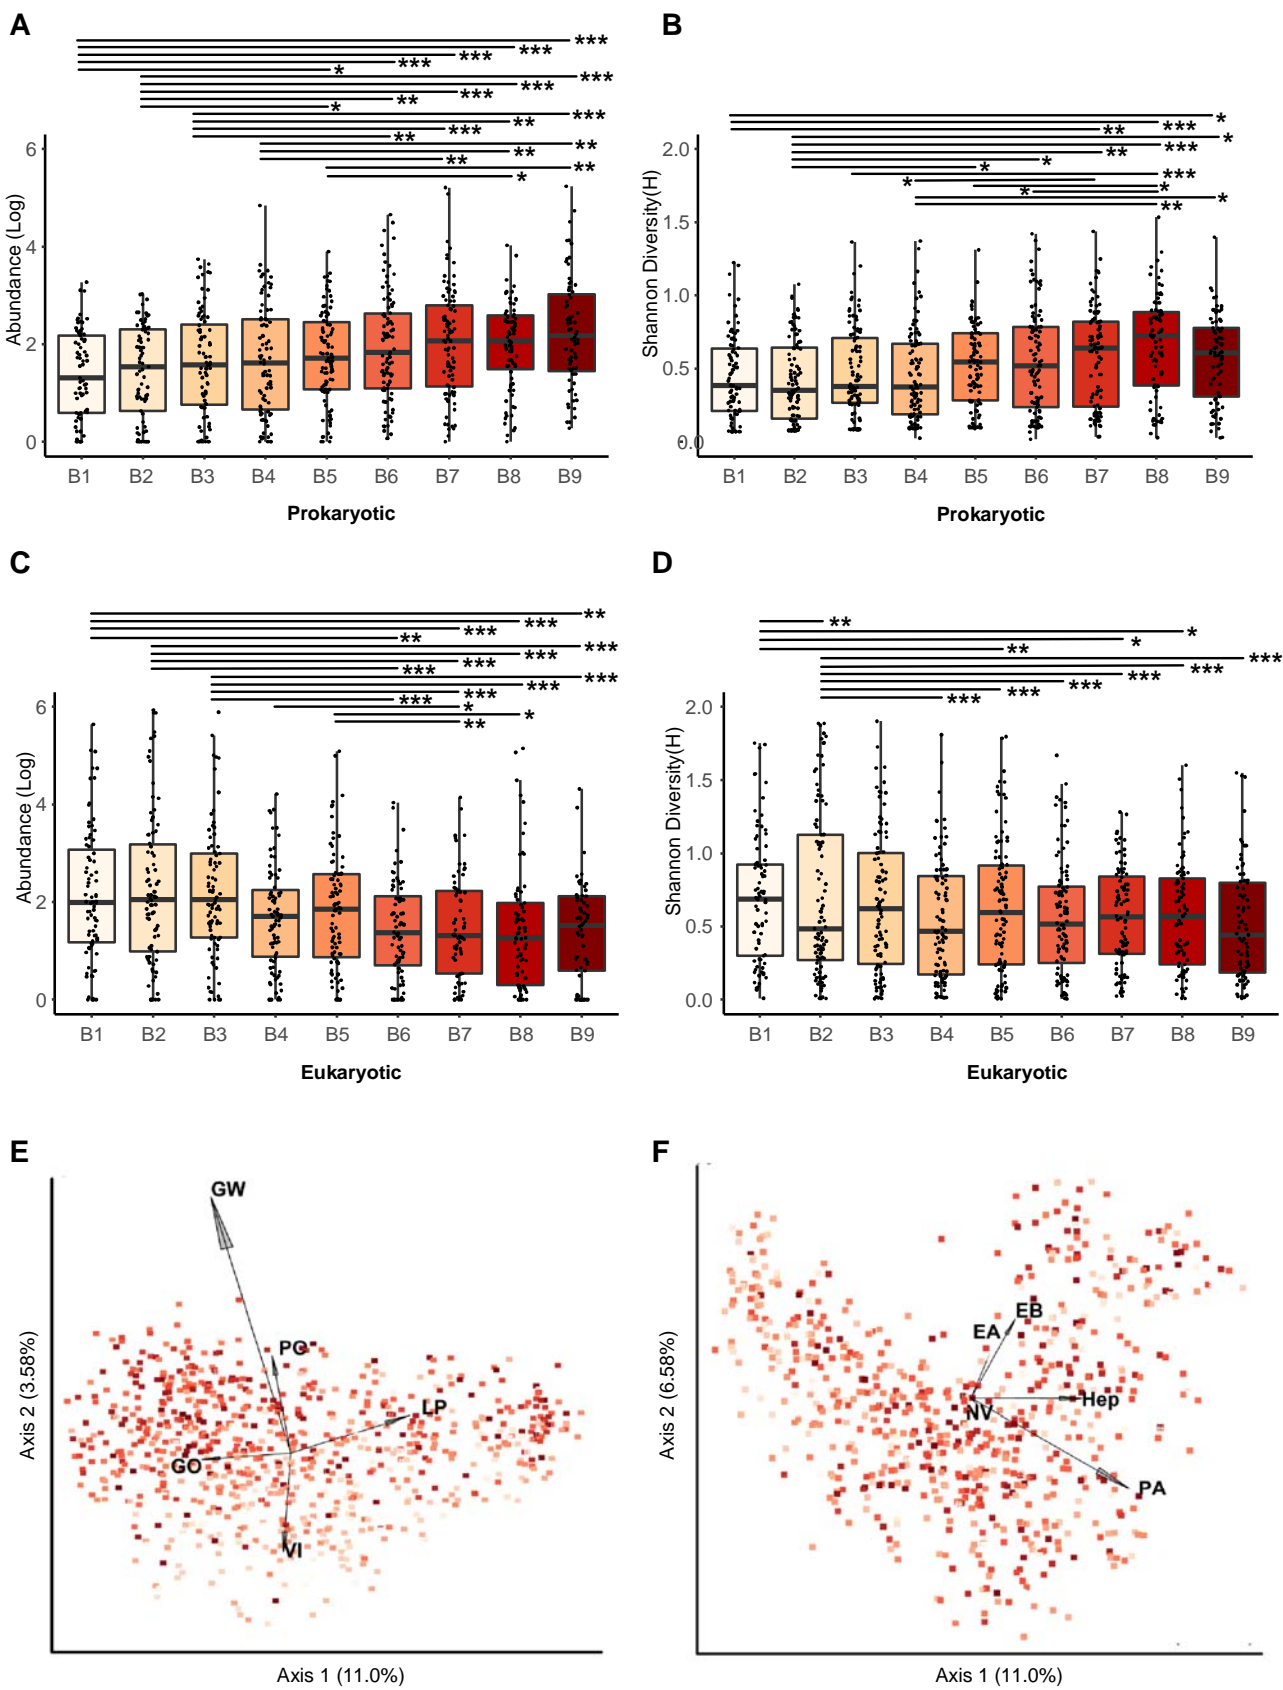 A
B
***
***
***
***
*
***
***
***
**
*
***
**
***
**
**
**
**
**
*
Abundance (Log)
6
4
2
0
B1 B2 B3 B4 B5 B6 B7 B8 B9
Prokaryotic
*
***
**
*
***
**
*
*
***
*
*
*
*
**
Shannon Diversity(H)
2.0
1.5
1.0
0.5
0.0
B1 B2 B3 B4 B5 B6 B7 B8 B9
Prokaryotic
C
D
**
***
***
**
***
***
***
***
***
***
***
***
*
*
**
Abundance (Log)
6
4
2
0
B1 B2 B3 B4 B5 B6 B7 B8 B9
Eukaryotic
**
*
*
**
***
***
***
***
***
***
Shannon Diversity(H)
2.0
1.5
1.0
0.5
0.0
B1 B2 B3 B4 B5 B6 B7 B8 B9
Eukaryotic
E
F
GW
PO
LP
GO
VI
Axis 2 (3.58%)
Axis 1 (11.0%)
EB
EA
Hep
NV
PA
Axis 2 (6.58%)
Axis 1 (11.0%)